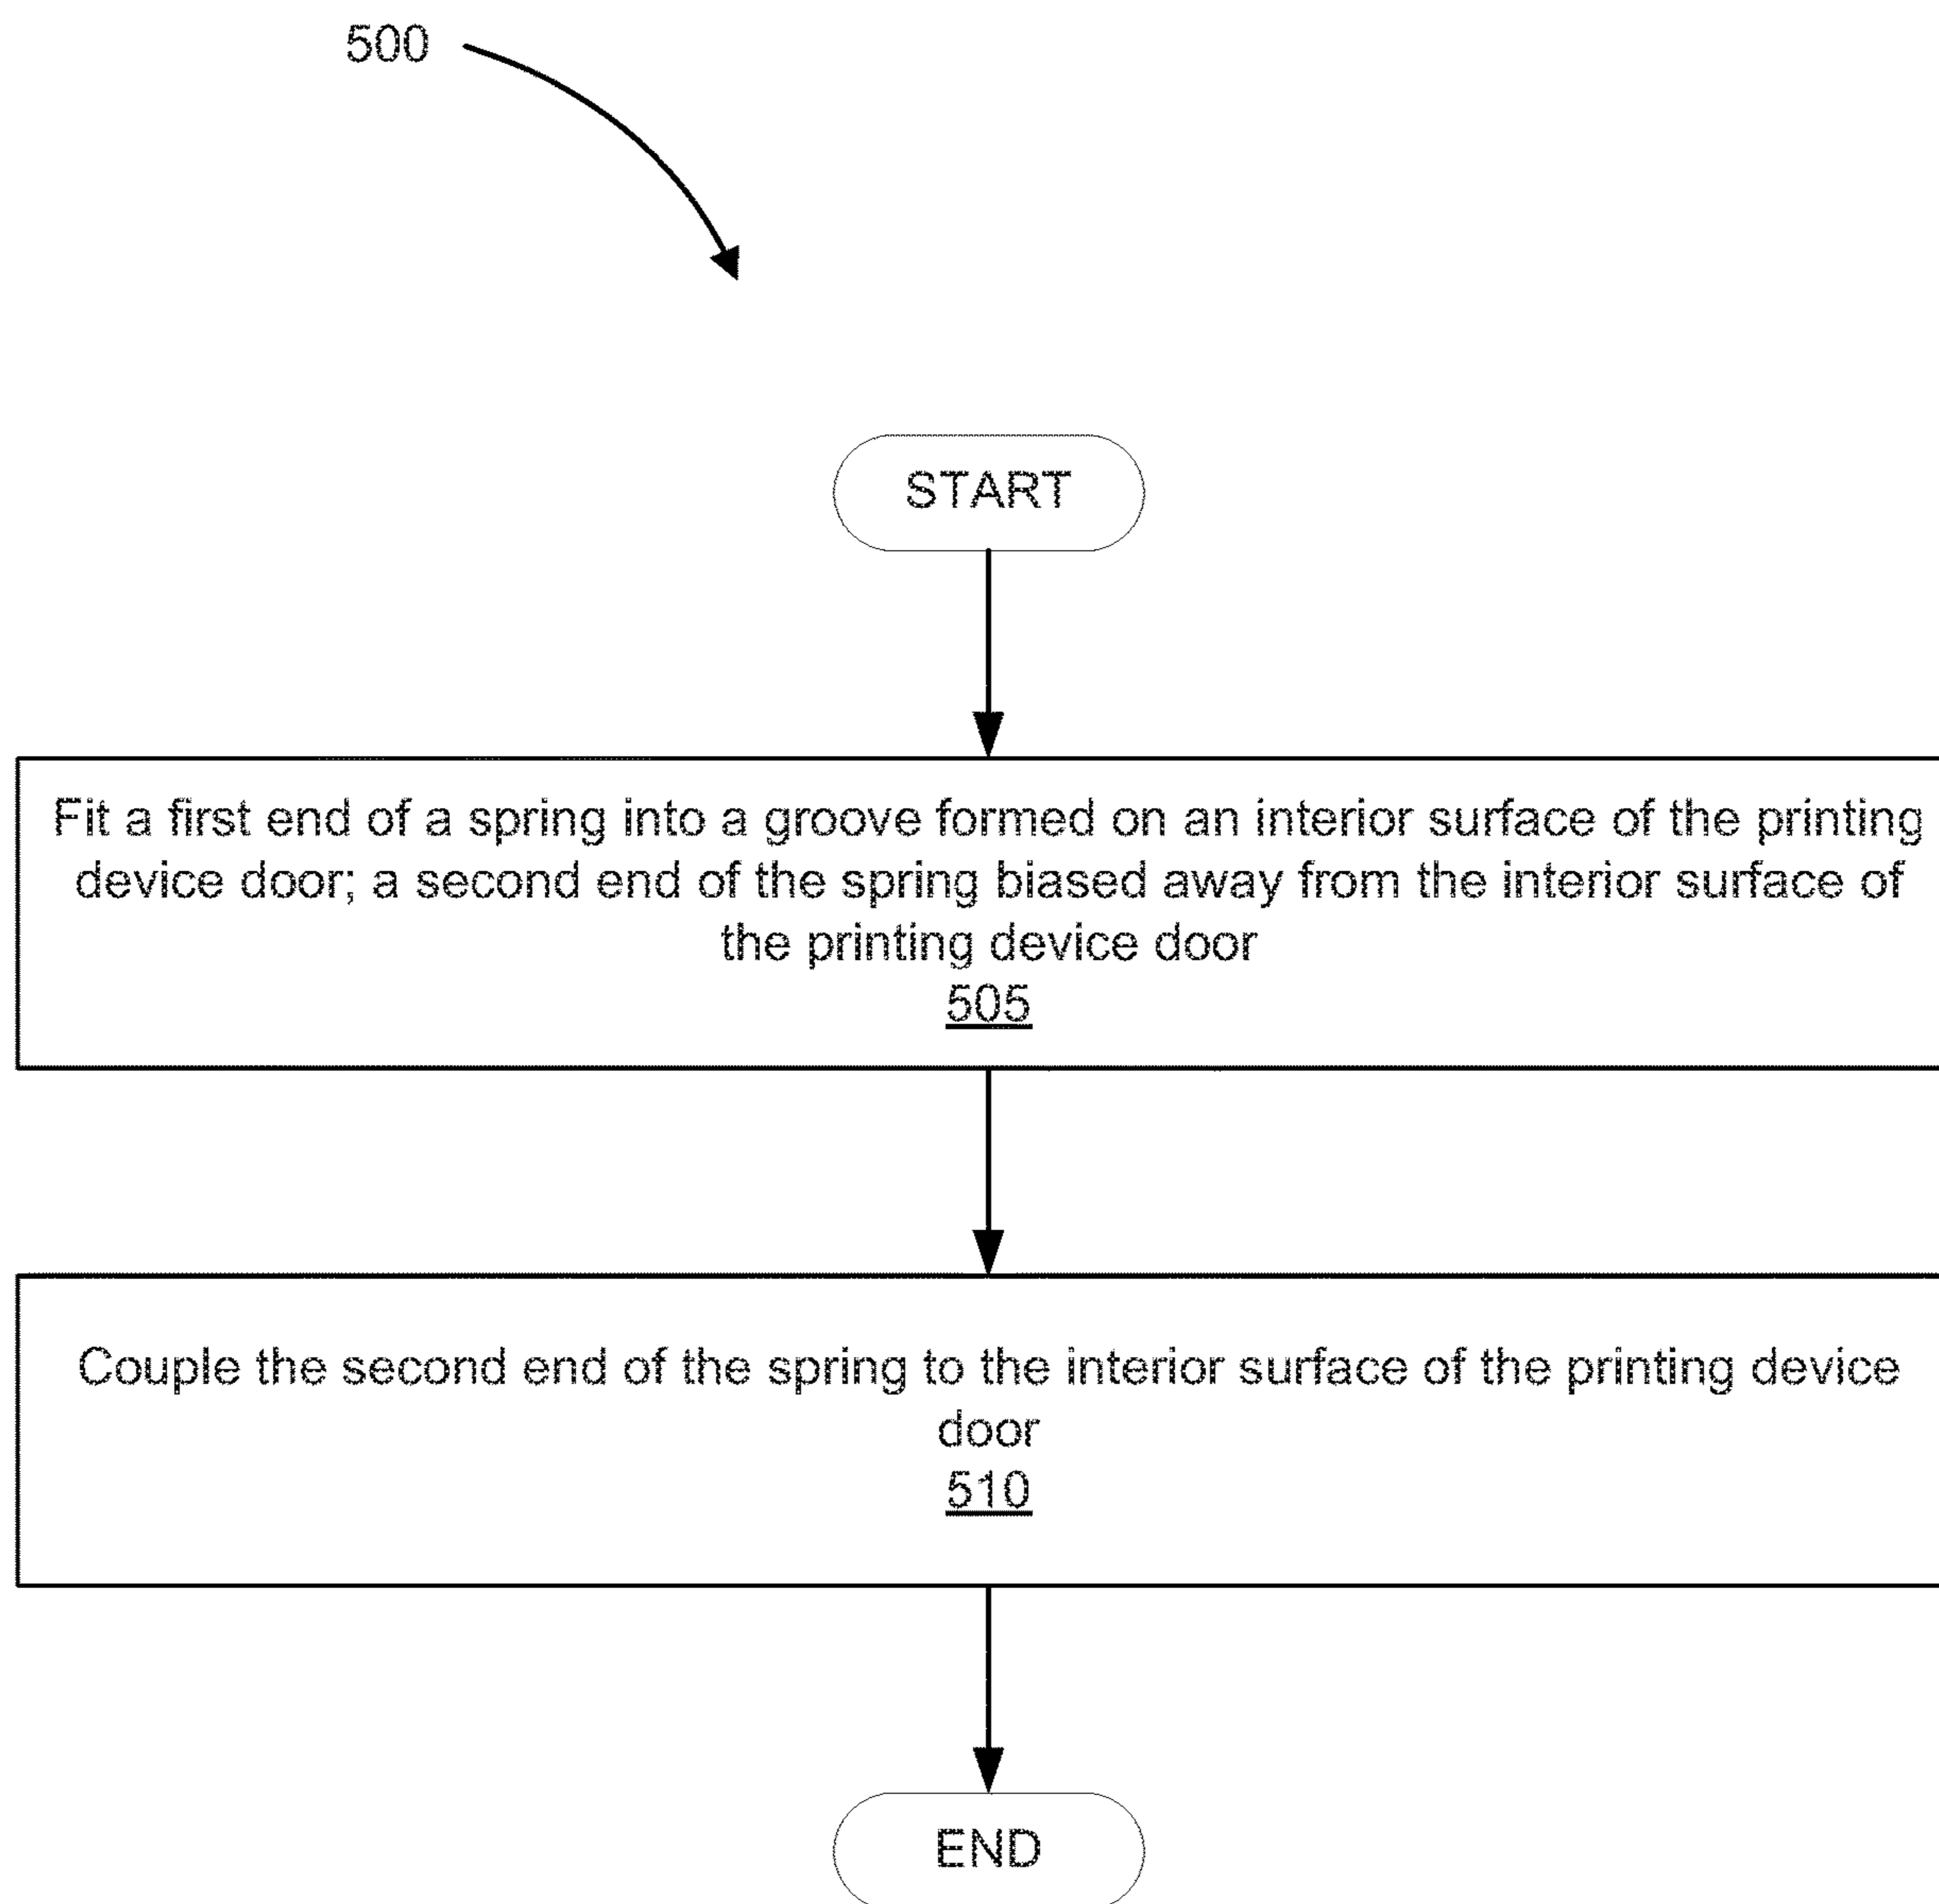 500
START
Fit a first end of a spring into a groove formed on an interior surface of the printing
device door; a second end of the spring biased away from the interior surface of
the printing device door
505
Couple the second end of the spring to the interior surface of the printing device
door
510
END